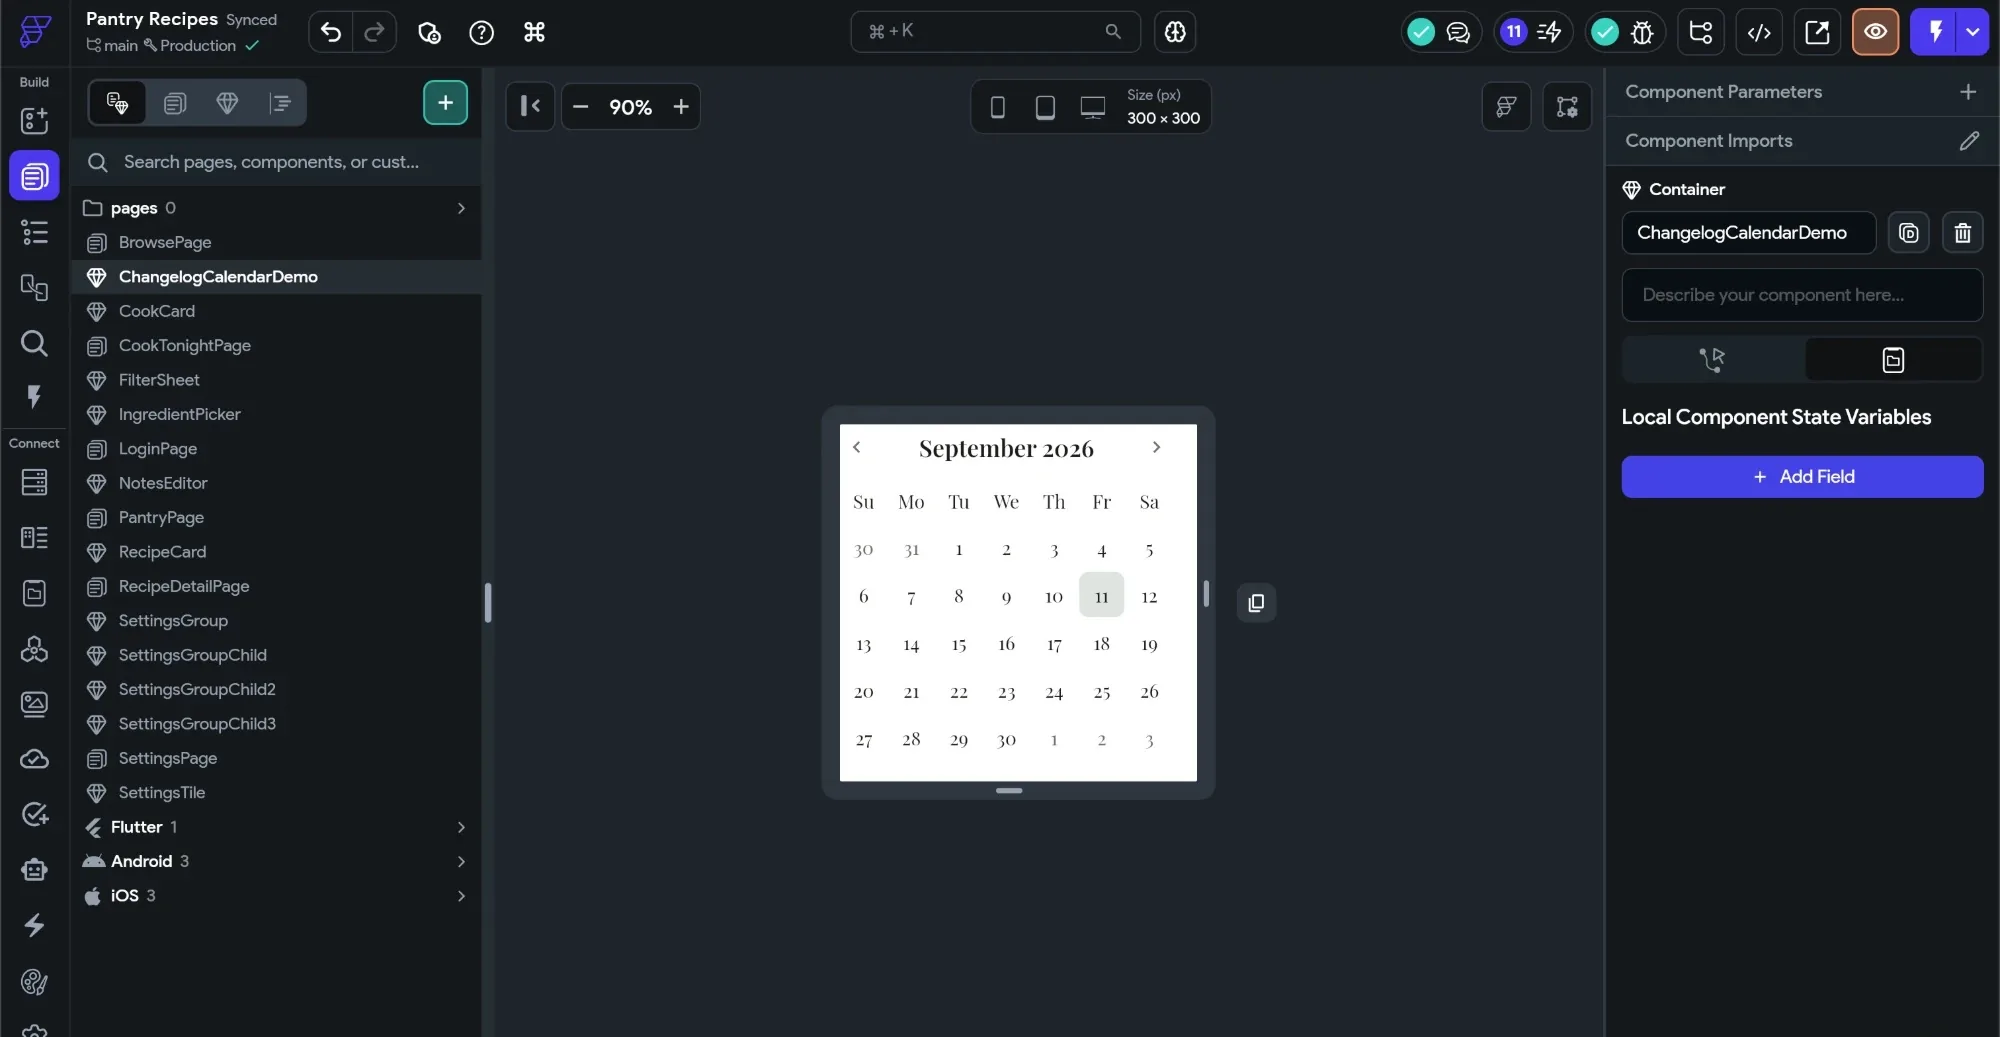 Pantry Recipes Synced
main Production
⌘ + K
11
Build
Connect
Search pages, components, or cust...
pages 0
BrowsePage
ChangelogCalendarDemo
CookCard
CookTonightPage
FilterSheet
IngredientPicker
LoginPage
NotesEditor
PantryPage
RecipeCard
RecipeDetailPage
SettingsGroup
SettingsGroupChild
SettingsGroupChild2
SettingsGroupChild3
SettingsPage
SettingsTile
Flutter 1
Android 3
iOS 3
90%
Size (px)
300 × 300
September 2026
Su Mo Tu We Th Fr Sa
30 31 1 2 3 4 5
6 7 8 9 10 11 12
13 14 15 16 17 18 19
20 21 22 23 24 25 26
27 28 29 30 1 2 3
Component Parameters
Component Imports
Container
ChangelogCalendarDemo
Describe your component here...
Local Component State Variables
+ Add Field